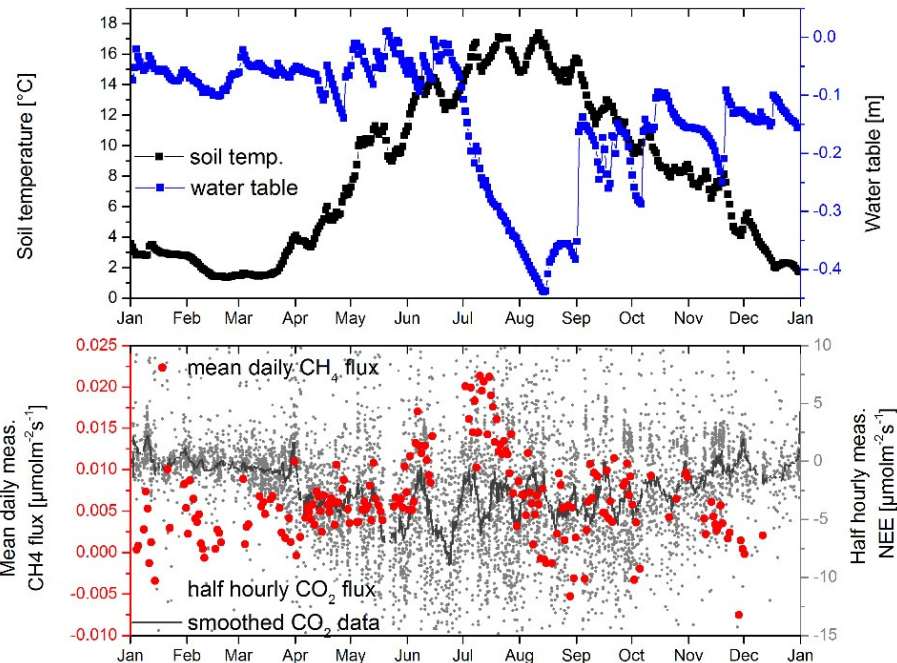 18
16
14
12
10
8
6
4
2
0
Soil temperature [°C]
soil temp.
water table
0.0
-0.1
-0.2
-0.3
-0.4
Water table [m]
Jan Feb Mar Apr May Jun Jul Aug Sep Oct Nov Dec Jan
0.025
0.020
0.015
0.010
0.005
0.000
-0.005
-0.010
Mean daily meas.
CH4 flux [µmolm⁻²s⁻¹]
mean daily CH₄ flux
half hourly CO₂ flux
smoothed CO₂ data
10
5
0
-5
-10
-15
Half hourly meas.
NEE [µmolm⁻²s⁻¹]
Jan Feb Mar Apr May Jun Jul Aug Sep Oct Nov Dec Jan